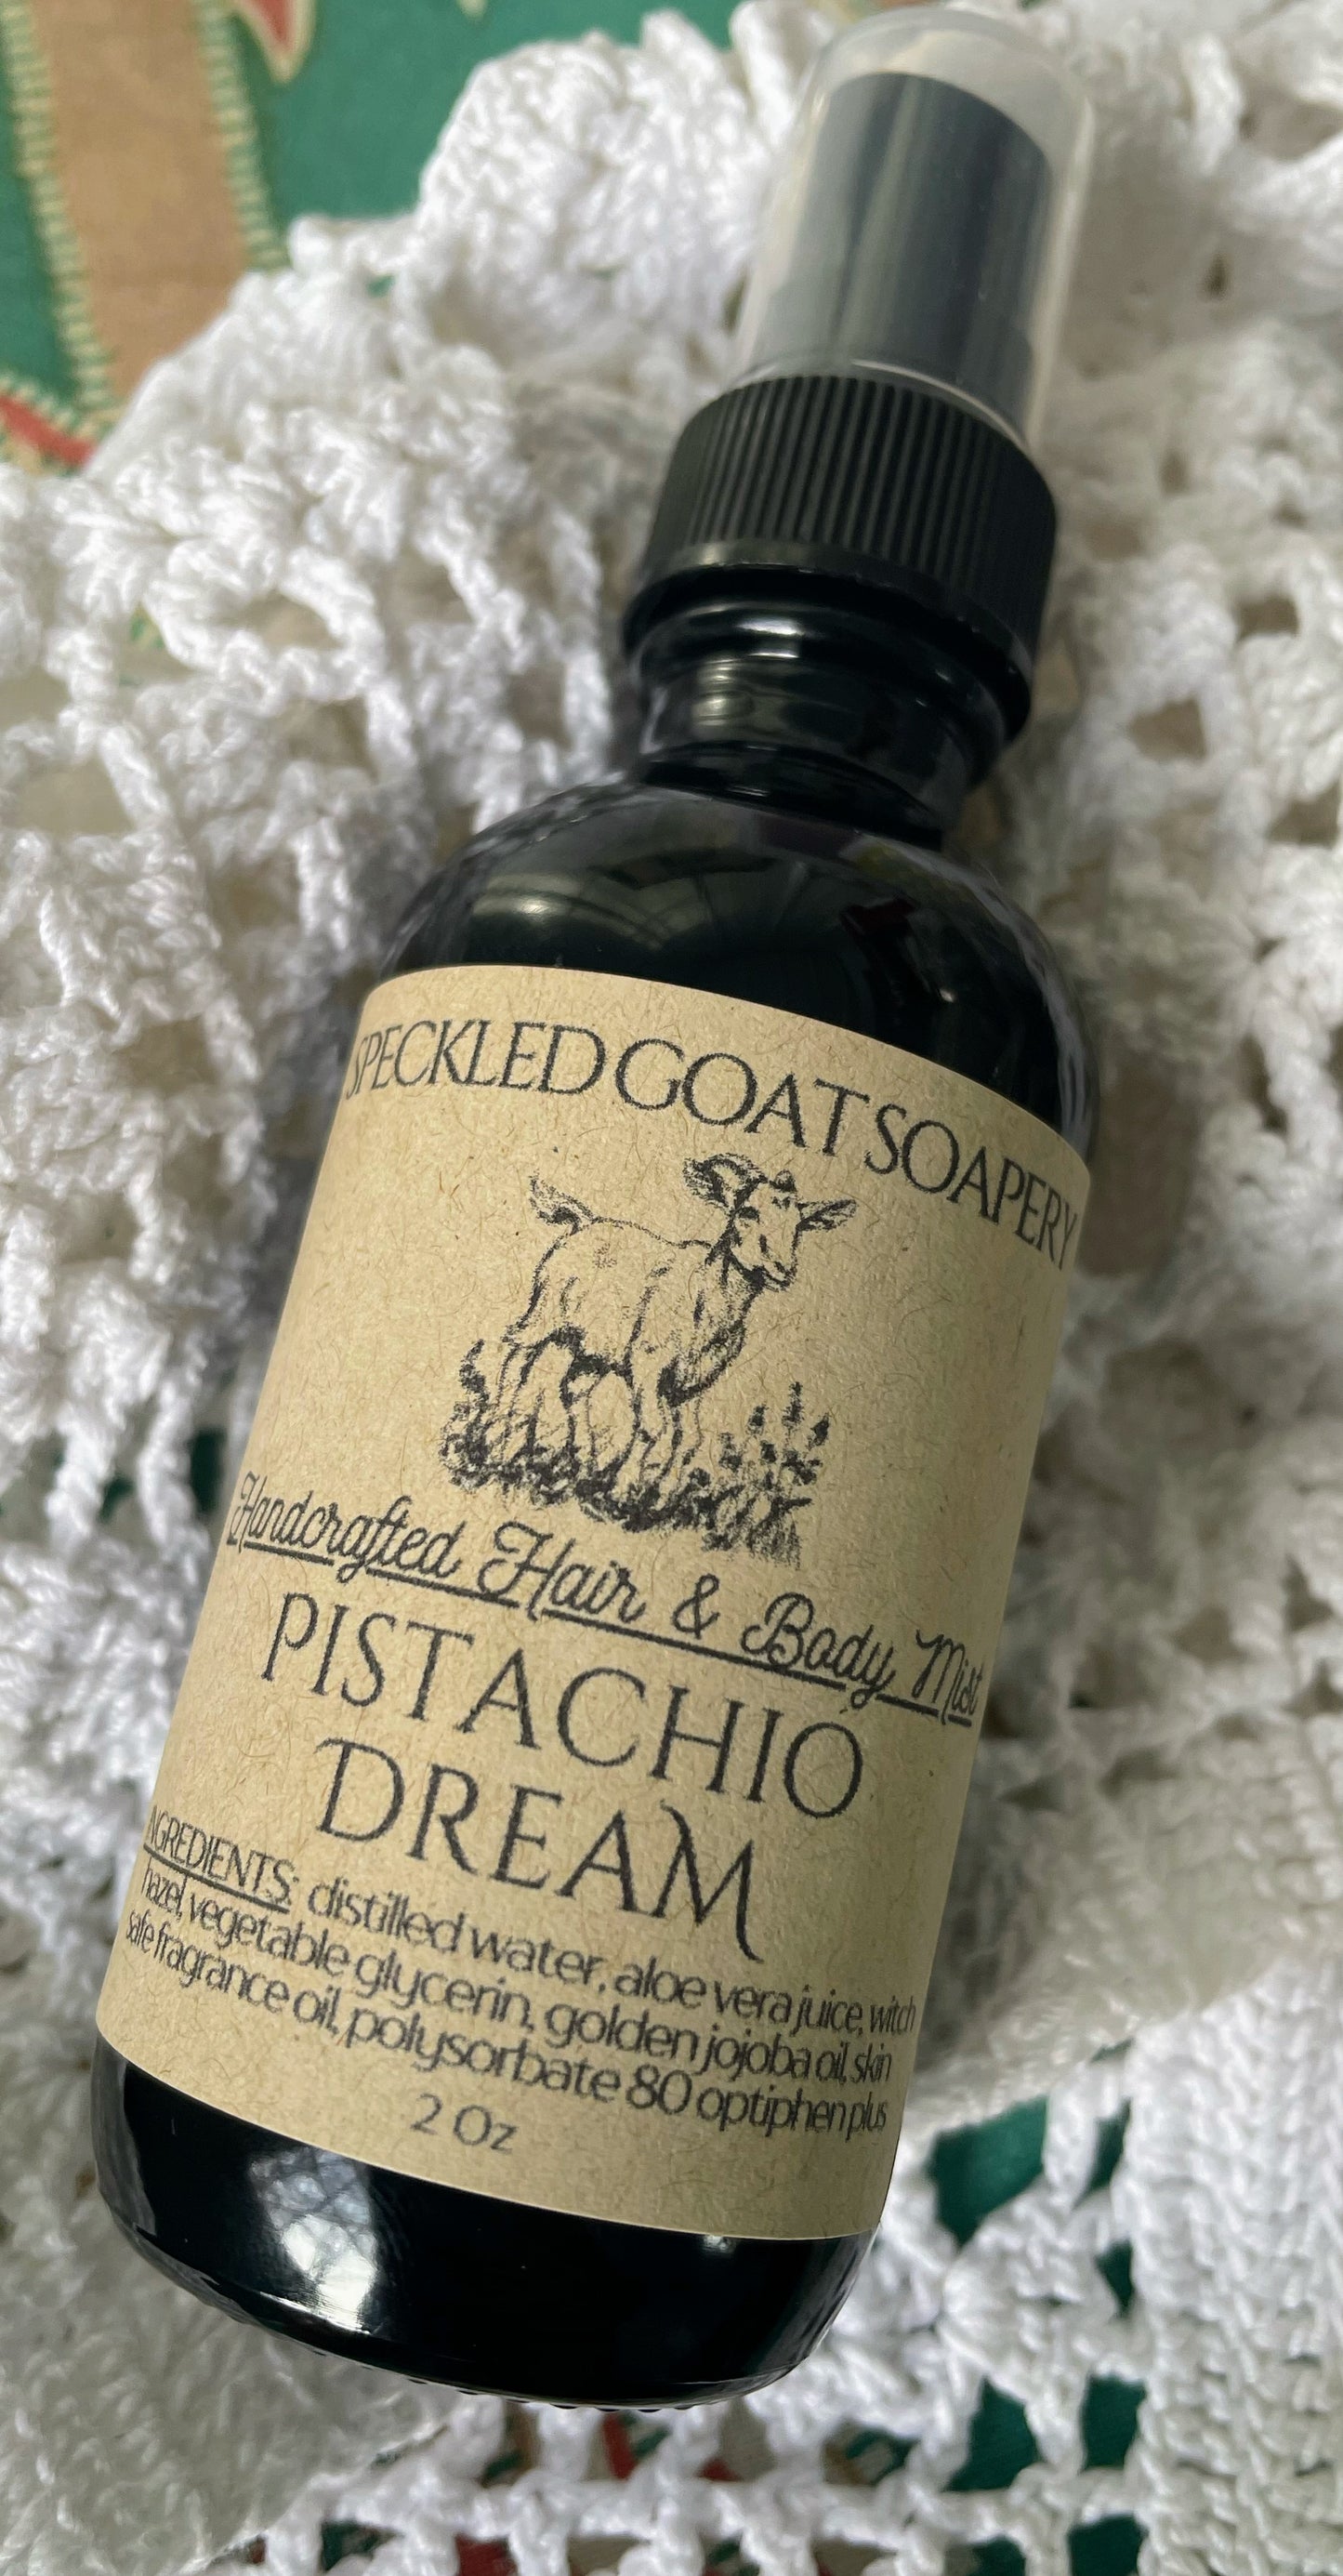 SPECKLED GOAT SOAPERY
Handcrafted Hair & Body Mist
PISTACHIO
DREAM
INGREDIENTS: distilled water, aloe vera juice, witch
hazel, vegetable glycerin, golden jojoba oil, skin
safe fragrance oil, polysorbate 80 optiphen plus
2 Oz